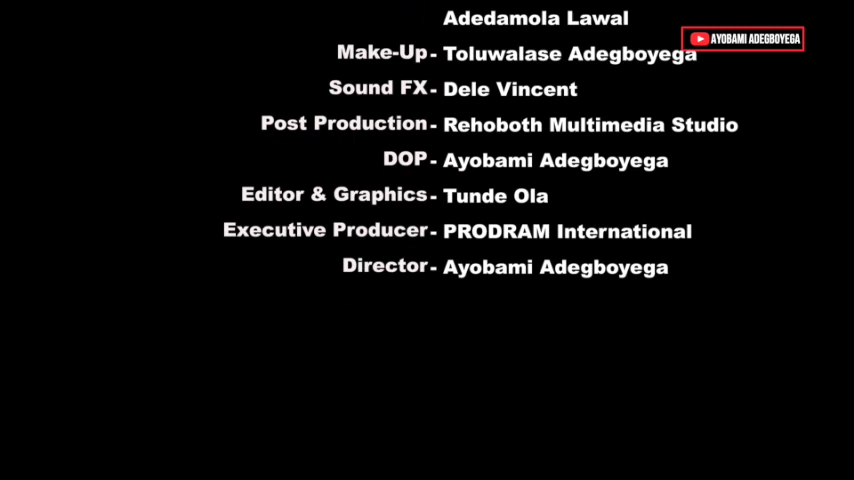 Adedamola Lawal
AYOBAMI ADEGBOYEGA
Make-Up - Toluwalase Adegboyega
Sound FX - Dele Vincent
Post Production - Rehoboth Multimedia Studio
DOP - Ayobami Adegboyega
Editor & Graphics - Tunde Ola
Executive Producer - PRODRAM International
Director - Ayobami Adegboyega